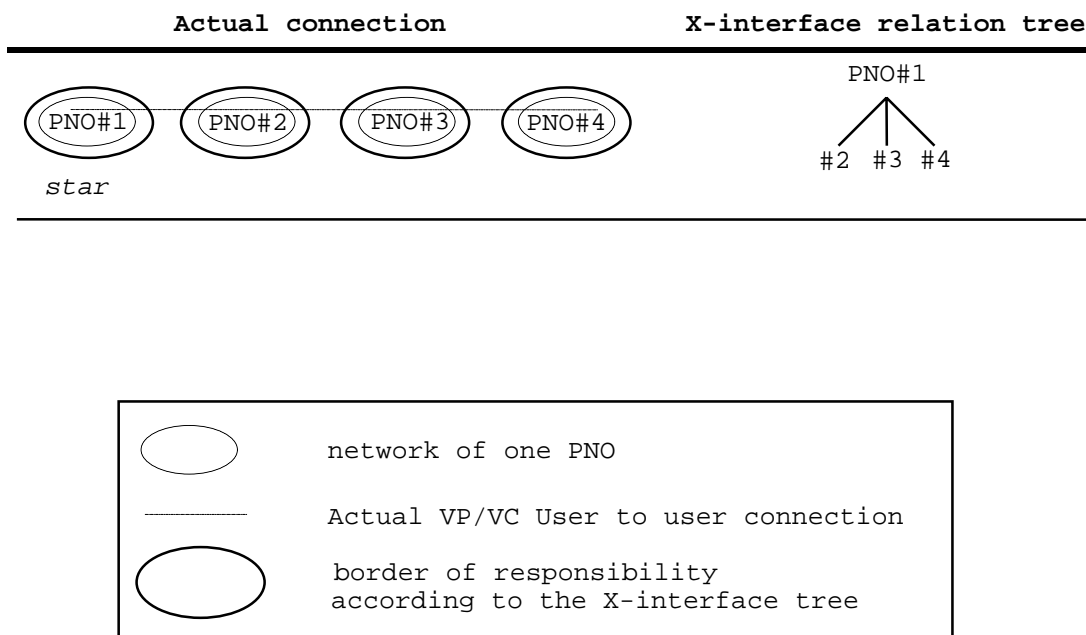 Actual connection X-interface relation tree
PNO#1
PNO#1 PNO#2 PNO#3 PNO#4
#2 #3 #4
star
network of one PNO
Actual VP/VC User to user connection
border of responsibility
according to the X-interface tree